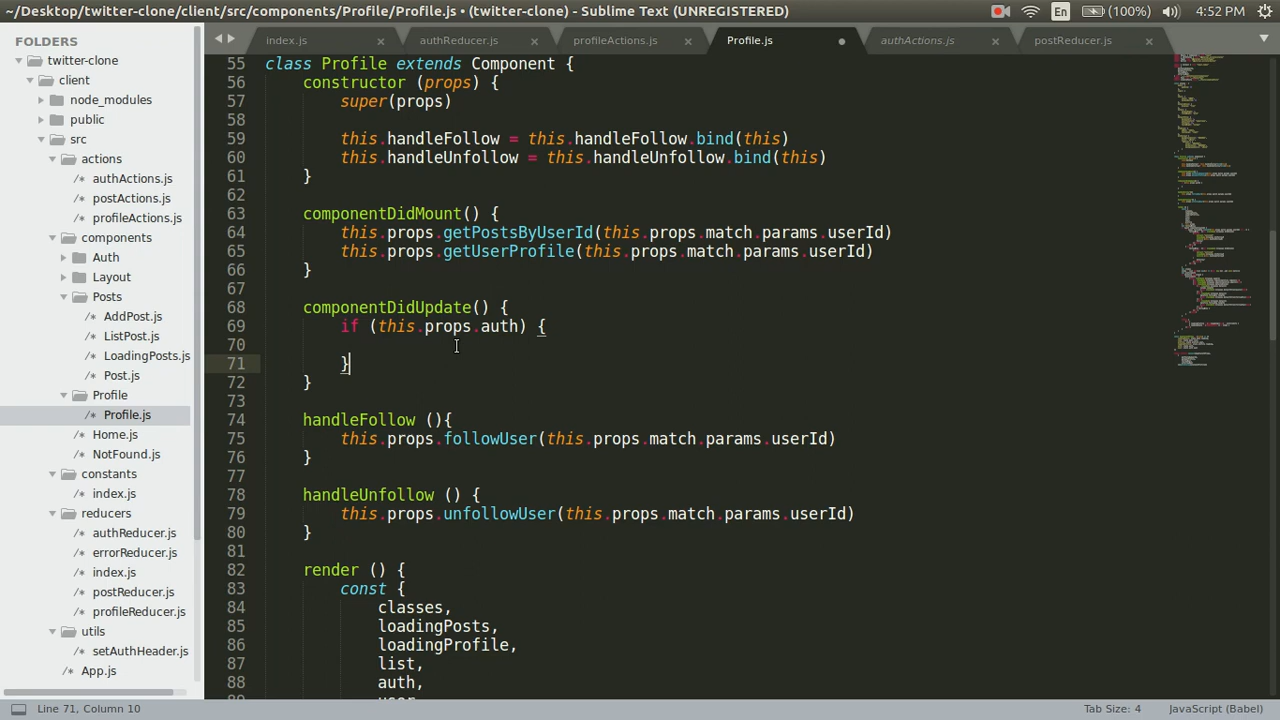 ~/Desktop/twitter-clone/client/src/components/Profile/Profile.js • (twitter-clone) - Sublime Text (UNREGISTERED)
En (100%) 4:52 PM
FOLDERS
twitter-clone
client
node_modules
public
src
actions
authActions.js
postActions.js
profileActions.js
components
Auth
Layout
Posts
AddPost.js
ListPost.js
LoadingPosts.js
Post.js
Profile
Profile.js
Home.js
NotFound.js
constants
index.js
reducers
authReducer.js
errorReducer.js
index.js
postReducer.js
profileReducer.js
utils
setAuthHeader.js
App.js
index.js × authReducer.js × profileActions.js × Profile.js • authActions.js × postReducer.js ×
55 class Profile extends Component {
56 constructor (props) {
57 super(props)
58
59 this.handleFollow = this.handleFollow.bind(this)
60 this.handleUnfollow = this.handleUnfollow.bind(this)
61 }
62
63 componentDidMount() {
64 this.props.getPostsByUserId(this.props.match.params.userId)
65 this.props.getUserProfile(this.props.match.params.userId)
66 }
67
68 componentDidUpdate() {
69 if (this.props.auth) {
70
71 }
72 }
73
74 handleFollow (){
75 this.props.followUser(this.props.match.params.userId)
76 }
77
78 handleUnfollow () {
79 this.props.unfollowUser(this.props.match.params.userId)
80 }
81
82 render () {
83 const {
84 classes,
85 loadingPosts,
86 loadingProfile,
87 list,
88 auth,
Line 71, Column 10
Tab Size: 4 JavaScript (Babel)